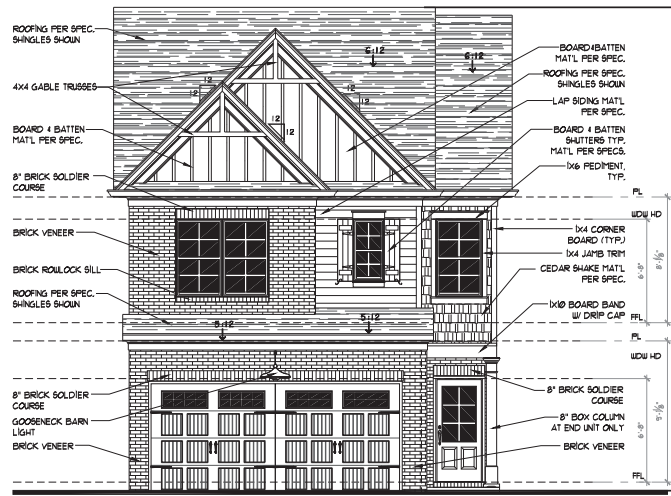 ROOFING PER SPEC.
SHINGLES SHOWN
4X4 GABLE TRUSSES
BOARD & BATTEN
MAT'L PER SPEC.
8" BRICK SOLDIER
COURSE
BRICK VENEER
BRICK ROWLOCK SILL
ROOFING PER SPEC.
SHINGLES SHOWN
8" BRICK SOLDIER
COURSE
GOOSENECK BARN
LIGHT
BRICK VENEER
6:12
6:12
12
12
12
12
12
12
5:12
5:12
BOARD&BATTEN
MAT'L PER SPEC.
ROOFING PER SPEC.
SHINGLES SHOWN
LAP SIDING MAT'L
PER SPEC.
BOARD & BATTEN
SHUTTERS TYP.
MAT'L PER SPECS.
1X6 PEDIMENT,
TYP.
1X4 CORNER
BOARD (TYP.)
1X4 JAMB TRIM
CEDAR SHAKE MAT'L
PER SPEC.
1X10 BOARD BAND
W/ DRIP CAP
8" BRICK SOLDIER
COURSE
8" BOX COLUMN
AT END UNIT ONLY
BRICK VENEER
PL
WDW HD
6'-8"
FFL
PL
WDW HD
6'-8"
FFL